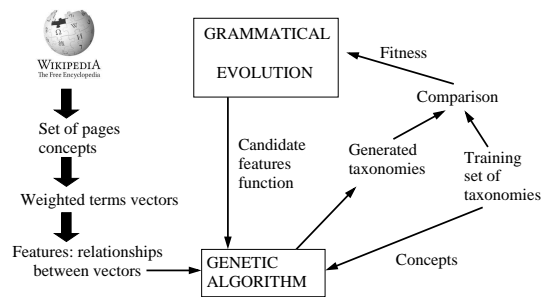 WIKIPEDIA
The Free Encyclopedia
Set of pages
concepts
Weighted terms vectors
Features: relationships
between vectors
GRAMMATICAL
EVOLUTION
Candidate
features
function
GENETIC
ALGORITHM
Generated
taxonomies
Fitness
Comparison
Training
set of
taxonomies
Concepts